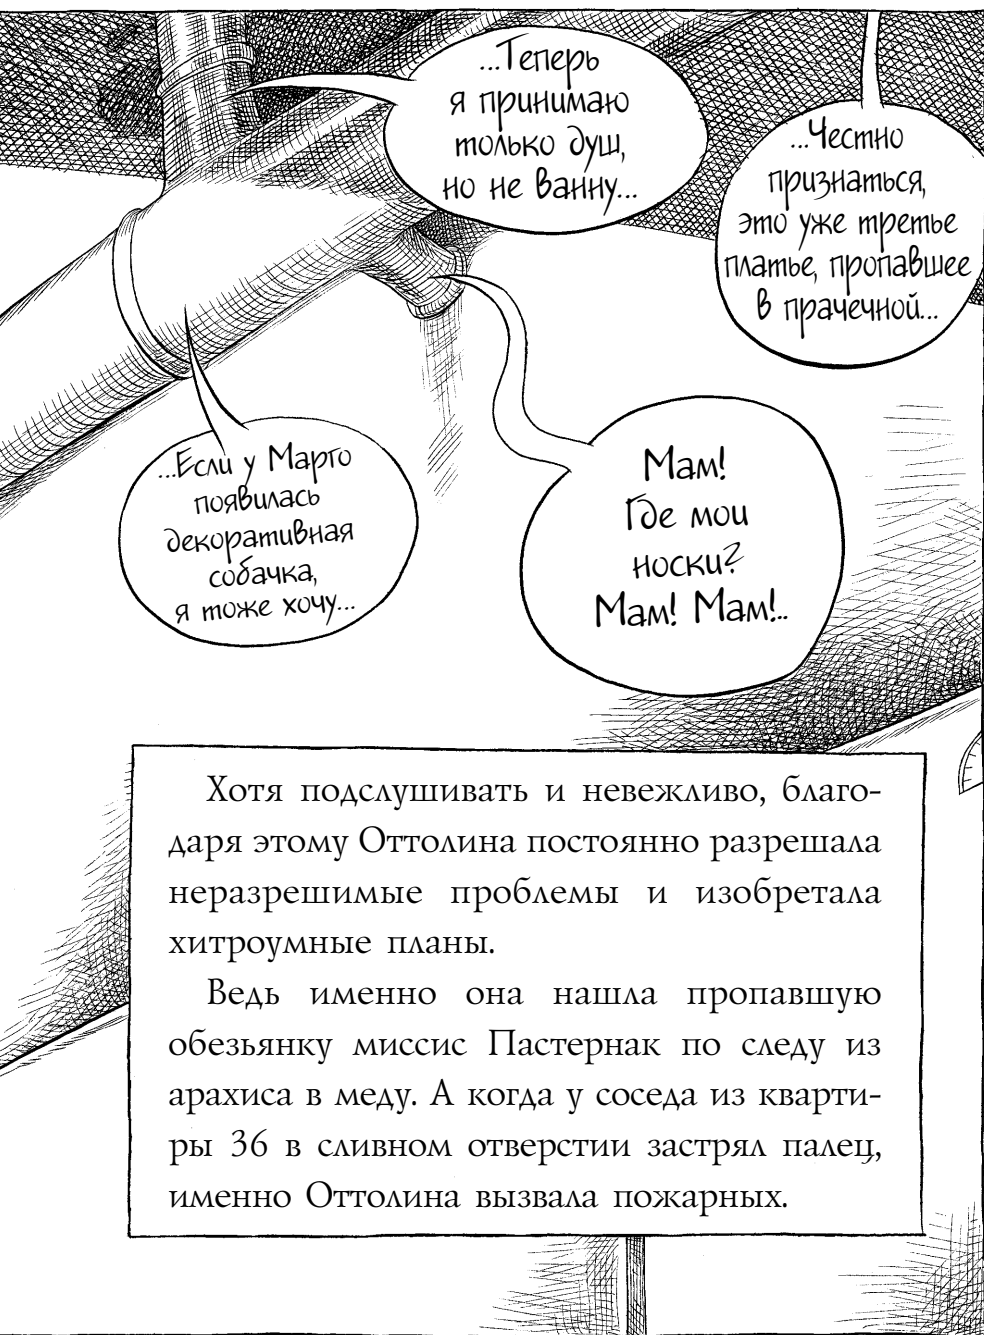 ...Теперь
я принимаю
только душ,
но не ванну...
...Честно
признаться,
это уже третье
платье, пропавшее
в прачечной...
...Если у Марго
появилась
декоративная
собачка,
я тоже хочу...
Мам!
Где мои
носки?
Мам! Мам!..
Хотя подслушивать и невежливо, благо-
даря этому Оттолина постоянно разрешала
неразрешимые проблемы и изобретала
хитроумные планы.
Ведь именно она нашла пропавшую
обезьянку миссис Пастернак по следу из
арахиса в меду. А когда у соседа из кварти-
ры 36 в сливном отверстии застрял палец,
именно Оттолина вызвала пожарных.